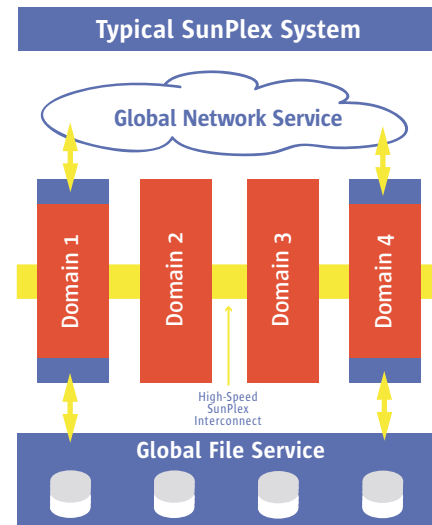 Typical SunPlex System
Global Network Service
Domain 1
Domain 2
Domain 3
Domain 4
High-Speed
SunPlex
Interconnect
Global File Service